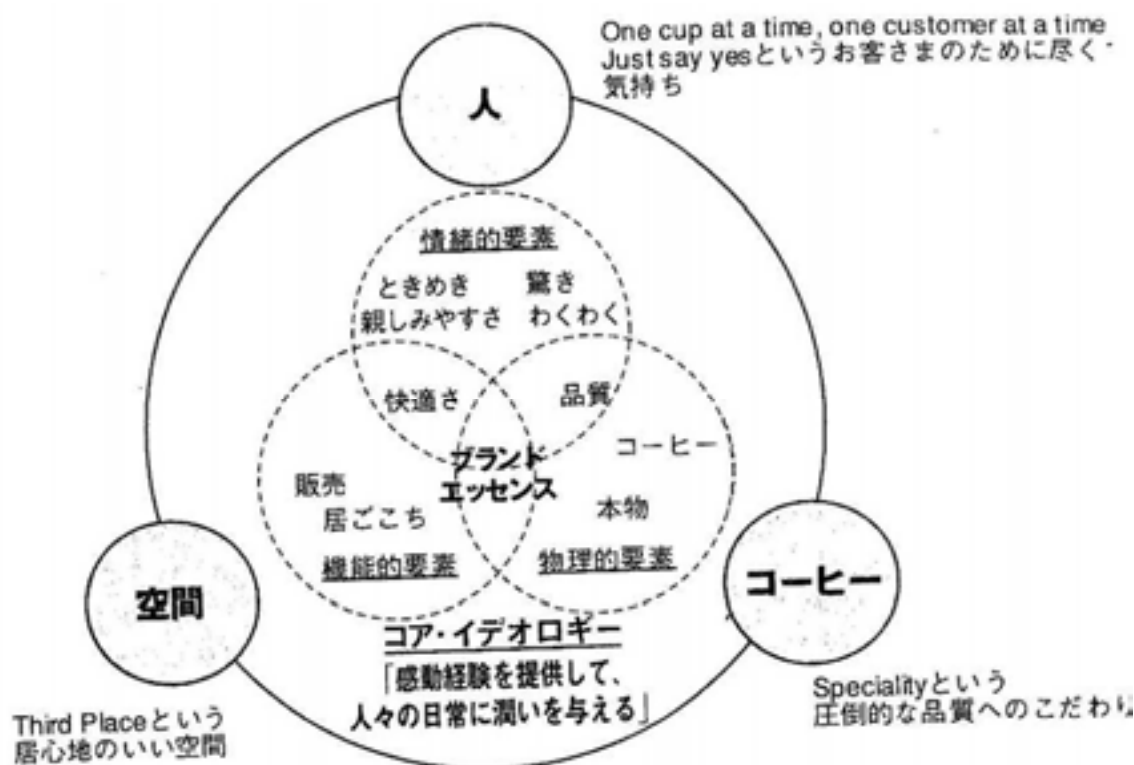 One cup at a time, one customer at a time
Just say yesというお客さまのために尽く
気持ち
人
情緒的要素
ときめき 驚き
親しみやすさ わくわく
快適さ 品質
コーヒー
ブランド
エッセンス
販売
居ごこち
本物
機能的要素 物理的要素
空間
コーヒー
コア・イデオロギー
「感動経験を提供して、
人々の日常に潤いを与える」
Third Placeという
居心地のいい空間
Specialityという
圧倒的な品質へのこだわり